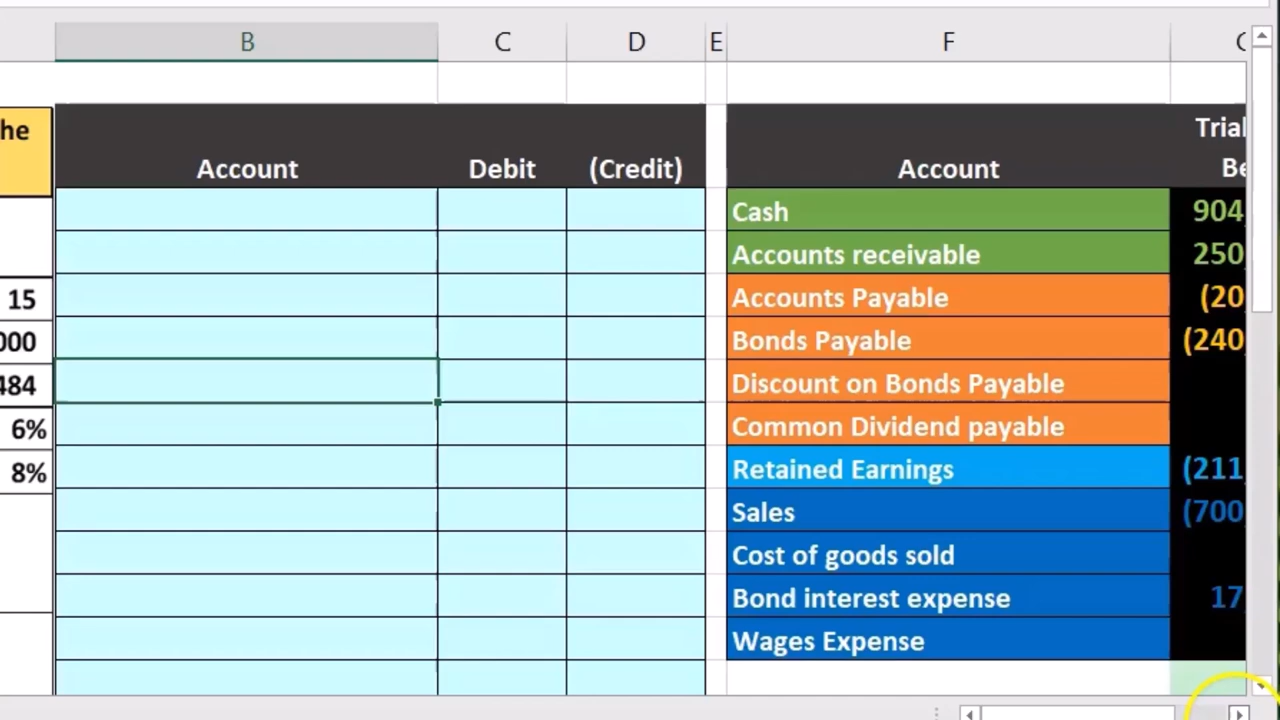 B C D E F
he
Account Debit (Credit) Account Trial Be
Cash 904,
Accounts receivable 250,
15 Accounts Payable (20
000 Bonds Payable (240
484 Discount on Bonds Payable
6% Common Dividend payable
8% Retained Earnings (211
Sales (700
Cost of goods sold
Bond interest expense 17
Wages Expense